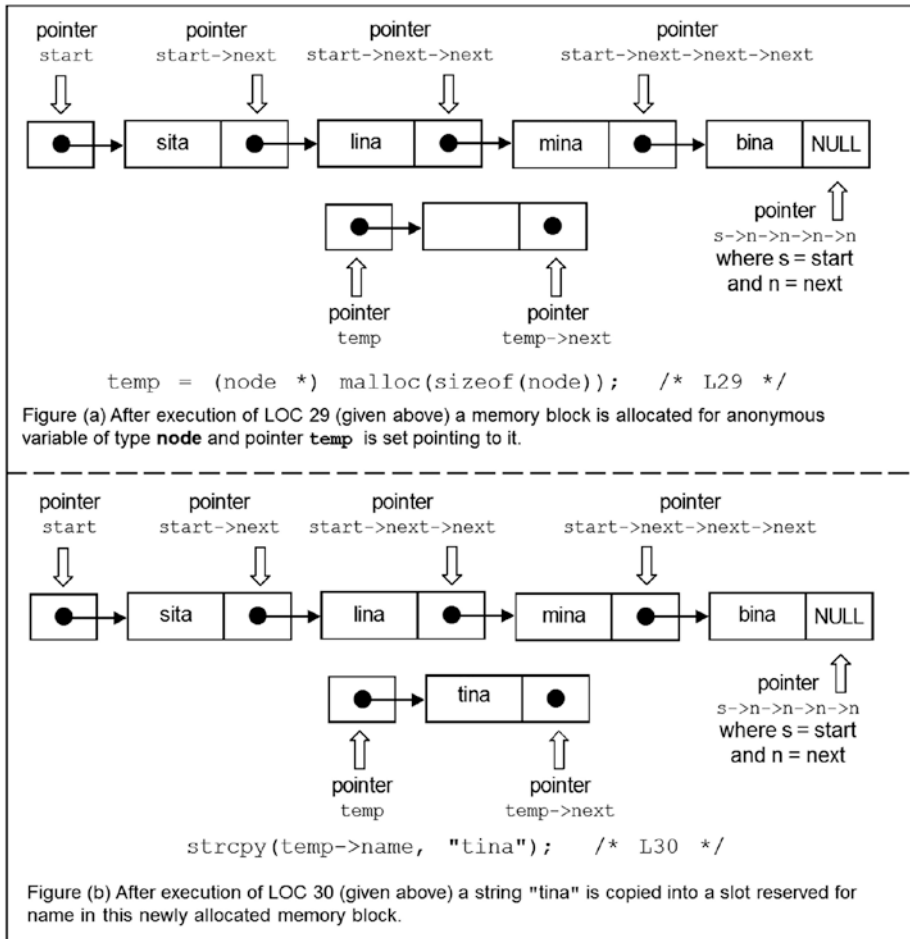 pointer pointer pointer pointer
start start->next start->next->next start->next->next->next
sita lina mina bina NULL
pointer
s->n->n->n->n
where s = start
and n = next
pointer pointer
temp temp->next
temp = (node *) malloc(sizeof(node)); /* L29 */
Figure (a) After execution of LOC 29 (given above) a memory block is allocated for anonymous
variable of type node and pointer temp is set pointing to it.
pointer pointer pointer pointer
start start->next start->next->next start->next->next->next
sita lina mina bina NULL
tina
pointer
s->n->n->n->n
where s = start
and n = next
pointer pointer
temp temp->next
strcpy(temp->name, "tina"); /* L30 */
Figure (b) After execution of LOC 30 (given above) a string "tina" is copied into a slot reserved for
name in this newly allocated memory block.